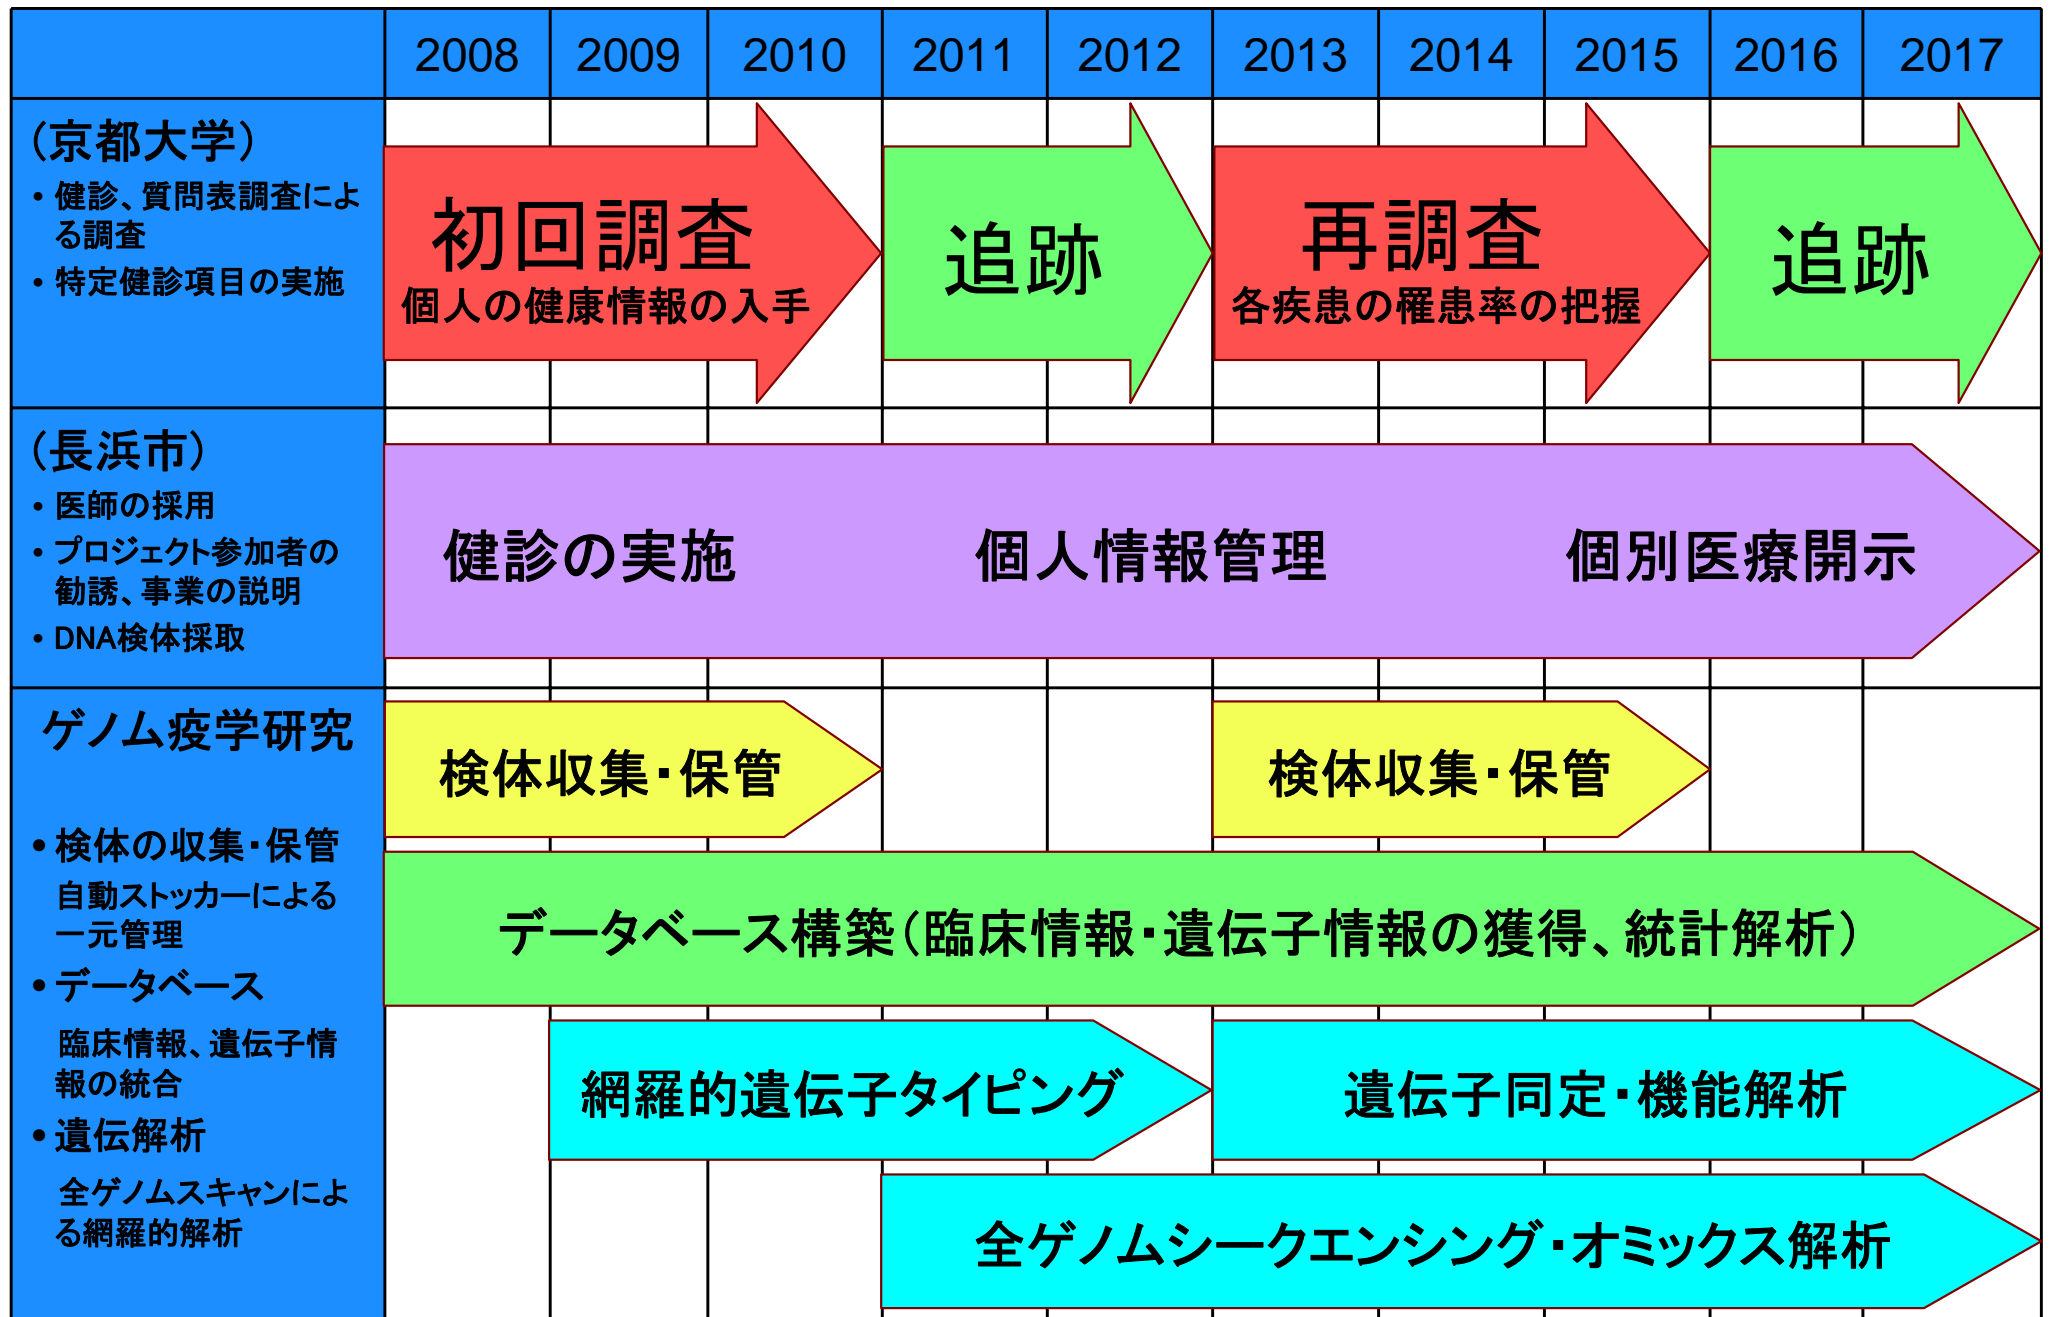 2008 2009 2010 2011 2012 2013 2014 2015 2016 2017
（京都大学）
・健診、質問表調査によ
る調査
・特定健診項目の実施
初回調査
個人の健康情報の入手
追跡
再調査
各疾患の罹患率の把握
追跡
（長浜市）
・医師の採用
・プロジェクト参加者の
勧誘、事業の説明
・DNA検体採取
健診の実施 個人情報管理 個別医療開示
ゲノム疫学研究
・検体の収集・保管
自動ストッカーによる
一元管理
・データベース
臨床情報、遺伝子情
報の統合
・遺伝解析
全ゲノムスキャンによ
る網羅的解析
検体収集・保管
検体収集・保管
データベース構築（臨床情報・遺伝子情報の獲得、統計解析）
網羅的遺伝子タイピング
遺伝子同定・機能解析
全ゲノムシークエンシング・オミックス解析